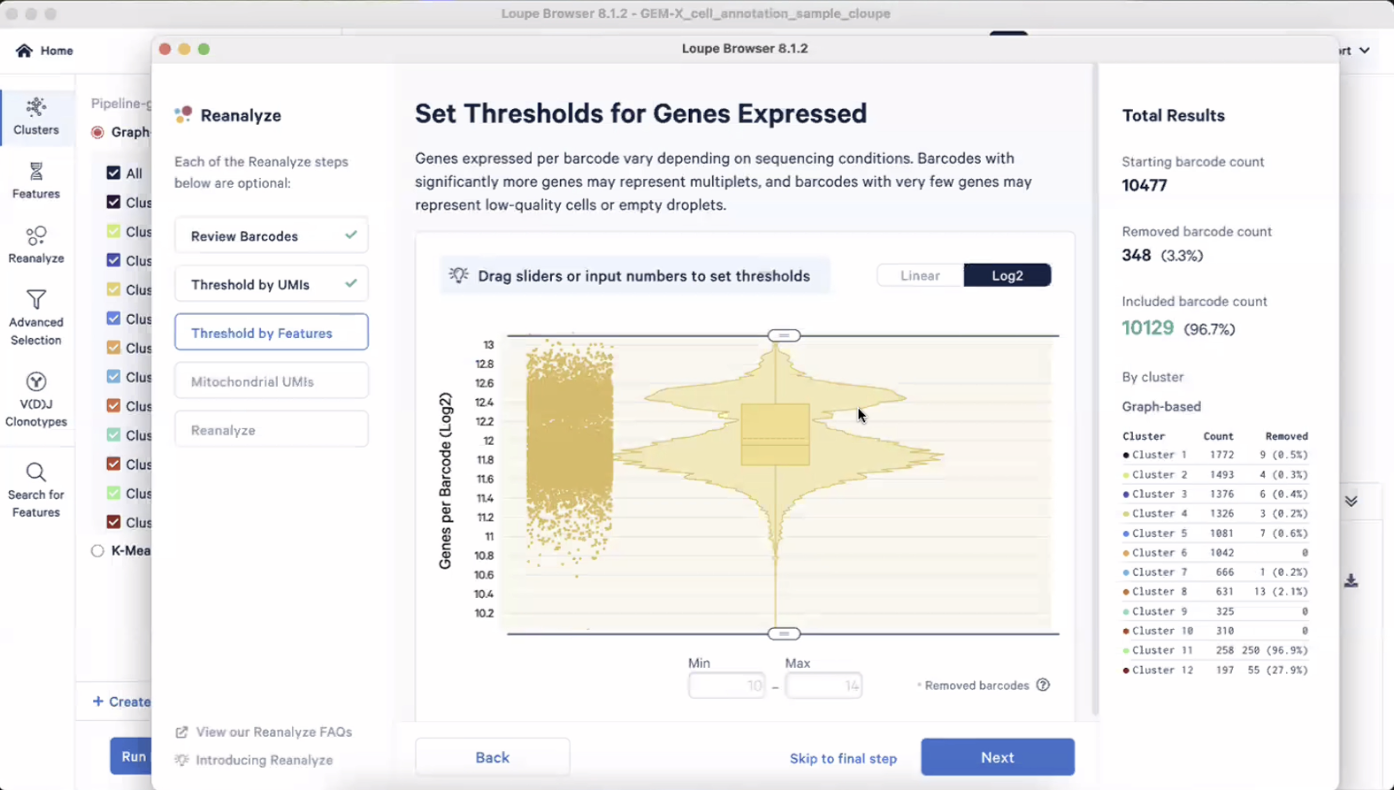 Loupe Browser 8.1.2 - GEM-X_cell_annotation_sample_cloupe
Home
Loupe Browser 8.1.2
Clusters
Features
Reanalyze
Advanced
Selection
V(D)J
Clonotypes
Search for
Features
Pipeline-g
Graph-
All
Clus
Clus
Clus
Clus
Clus
Clus
Clus
Clus
Clus
Clus
Clus
Clus
K-Mea
+ Create
Run
Reanalyze
Each of the Reanalyze steps
below are optional:
Review Barcodes
Threshold by UMIs
Threshold by Features
Mitochondrial UMIs
Reanalyze
View our Reanalyze FAQs
Introducing Reanalyze
Set Thresholds for Genes Expressed
Genes expressed per barcode vary depending on sequencing conditions. Barcodes with
significantly more genes may represent multiplets, and barcodes with very few genes may
represent low-quality cells or empty droplets.
Drag sliders or input numbers to set thresholds
Linear
Log2
Genes per Barcode (Log2)
13
12.8
12.6
12.4
12.2
12
11.8
11.6
11.4
11.2
11
10.8
10.6
10.4
10.2
Min
Max
10 – 14
* Removed barcodes ?
Back
Skip to final step
Next
Total Results
Starting barcode count
10477
Removed barcode count
348 (3.3%)
Included barcode count
10129 (96.7%)
By cluster
Graph-based
Cluster Count Removed
Cluster 1 1772 9 (0.5%)
Cluster 2 1493 4 (0.3%)
Cluster 3 1376 6 (0.4%)
Cluster 4 1326 3 (0.2%)
Cluster 5 1081 7 (0.6%)
Cluster 6 1042 0
Cluster 7 666 1 (0.2%)
Cluster 8 631 13 (2.1%)
Cluster 9 325 0
Cluster 10 310 0
Cluster 11 258 250 (96.9%)
Cluster 12 197 55 (27.9%)
rt